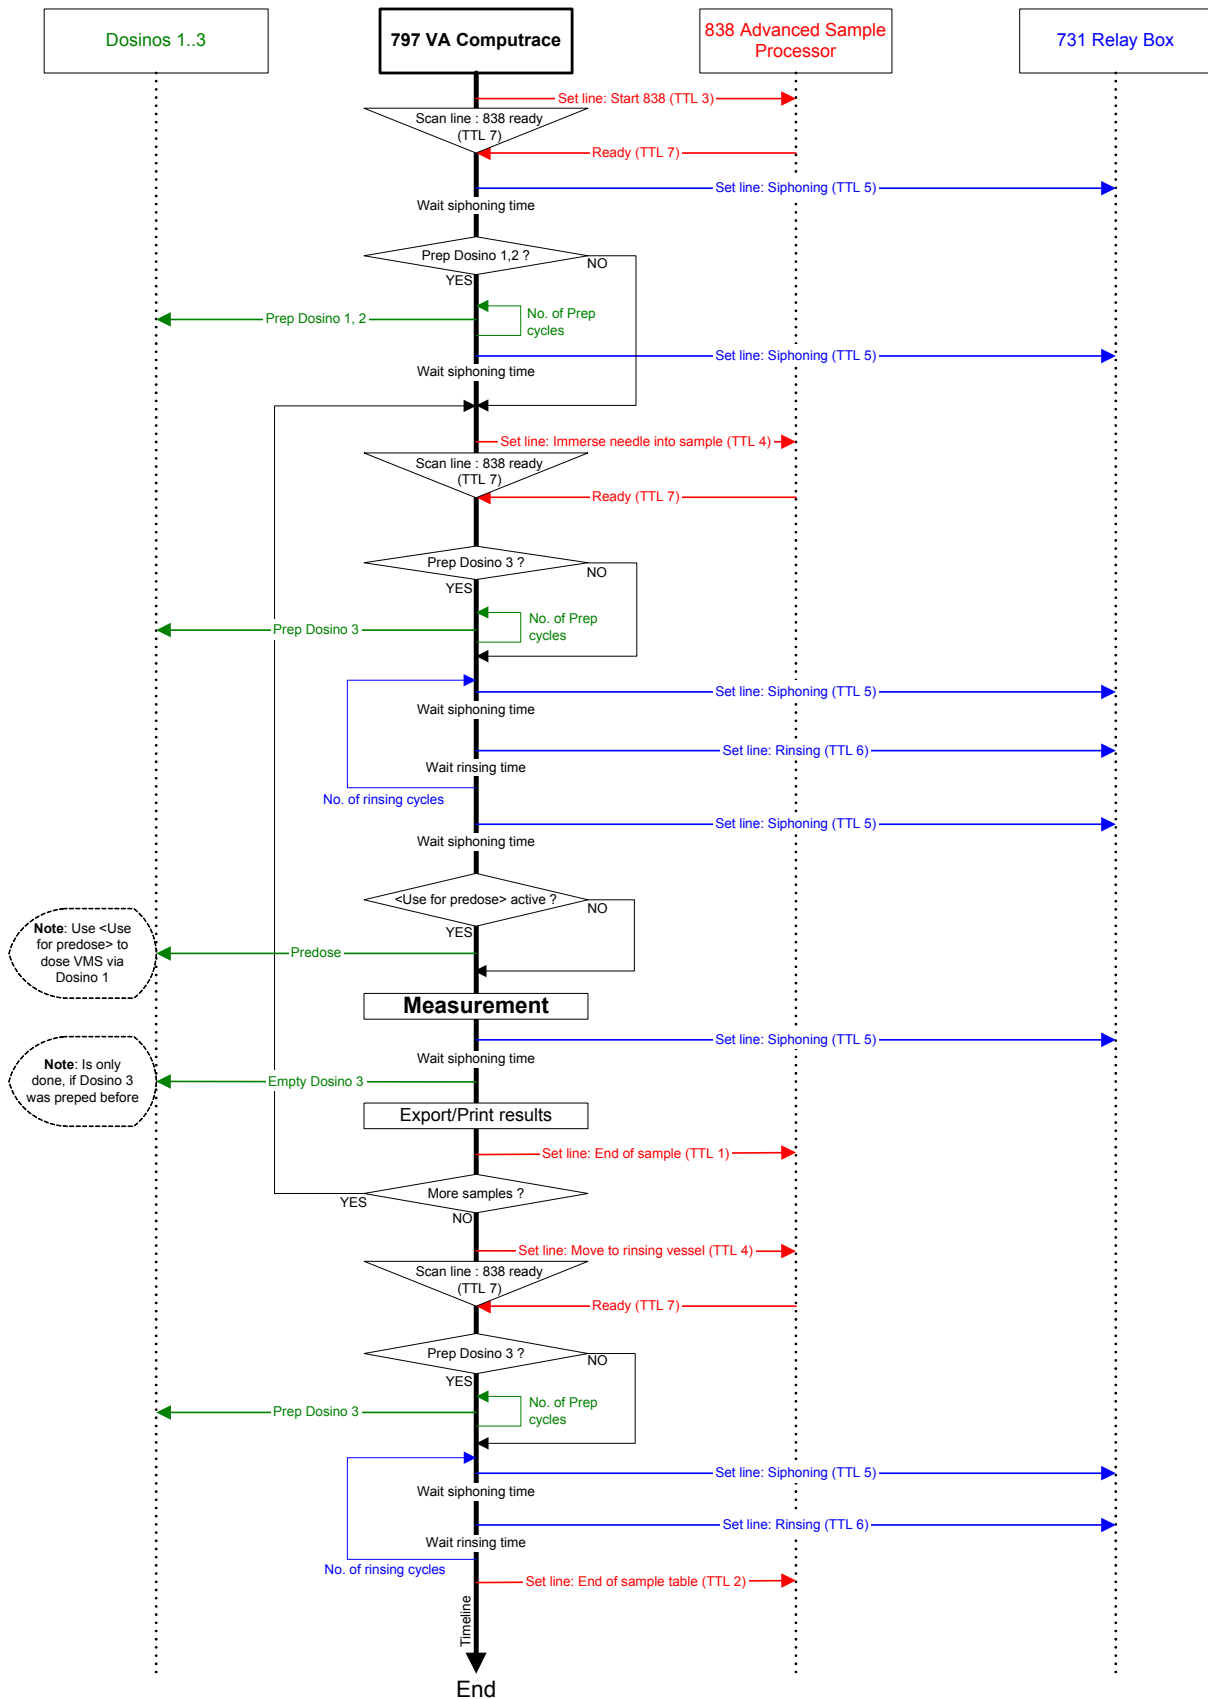 Dosinos 1..3
797 VA Computrace
838 Advanced Sample
Processor
731 Relay Box
Set line: Start 838 (TTL 3)
Scan line : 838 ready
(TTL 7)
Ready (TTL 7)
Set line: Siphoning (TTL 5)
Wait siphoning time
Prep Dosino 1,2 ?
NO
YES
No. of Prep
cycles
Prep Dosino 1, 2
Set line: Siphoning (TTL 5)
Wait siphoning time
Set line: Immerse needle into sample (TTL 4)
Scan line : 838 ready
(TTL 7)
Ready (TTL 7)
Prep Dosino 3 ?
NO
YES
No. of Prep
cycles
Prep Dosino 3
Set line: Siphoning (TTL 5)
Wait siphoning time
Set line: Rinsing (TTL 6)
Wait rinsing time
No. of rinsing cycles
Set line: Siphoning (TTL 5)
Wait siphoning time
<Use for predose> active ?
NO
YES
Note: Use <Use
for predose> to
dose VMS via
Dosino 1
Predose
Measurement
Set line: Siphoning (TTL 5)
Wait siphoning time
Note: Is only
done, if Dosino 3
was preped before
Empty Dosino 3
Export/Print results
Set line: End of sample (TTL 1)
More samples ?
YES
NO
Set line: Move to rinsing vessel (TTL 4)
Scan line : 838 ready
(TTL 7)
Ready (TTL 7)
Prep Dosino 3 ?
NO
YES
No. of Prep
cycles
Prep Dosino 3
Set line: Siphoning (TTL 5)
Wait siphoning time
Set line: Rinsing (TTL 6)
Wait rinsing time
No. of rinsing cycles
Set line: End of sample table (TTL 2)
Timeline
End